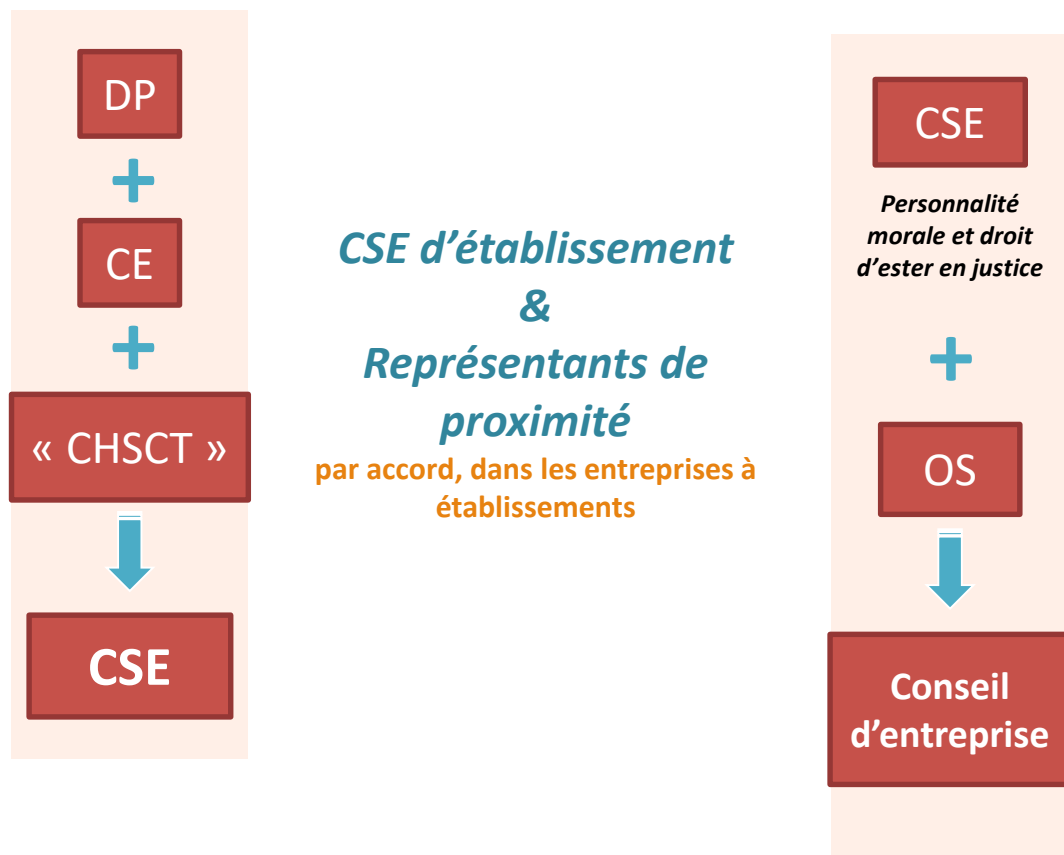 DP
+
CE
+
« CHSCT »
CSE
CSE d’établissement
&
Représentants de
proximité
par accord, dans les entreprises à
établissements
CSE
Personnalité
morale et droit
d’ester en justice
+
OS
Conseil
d’entreprise